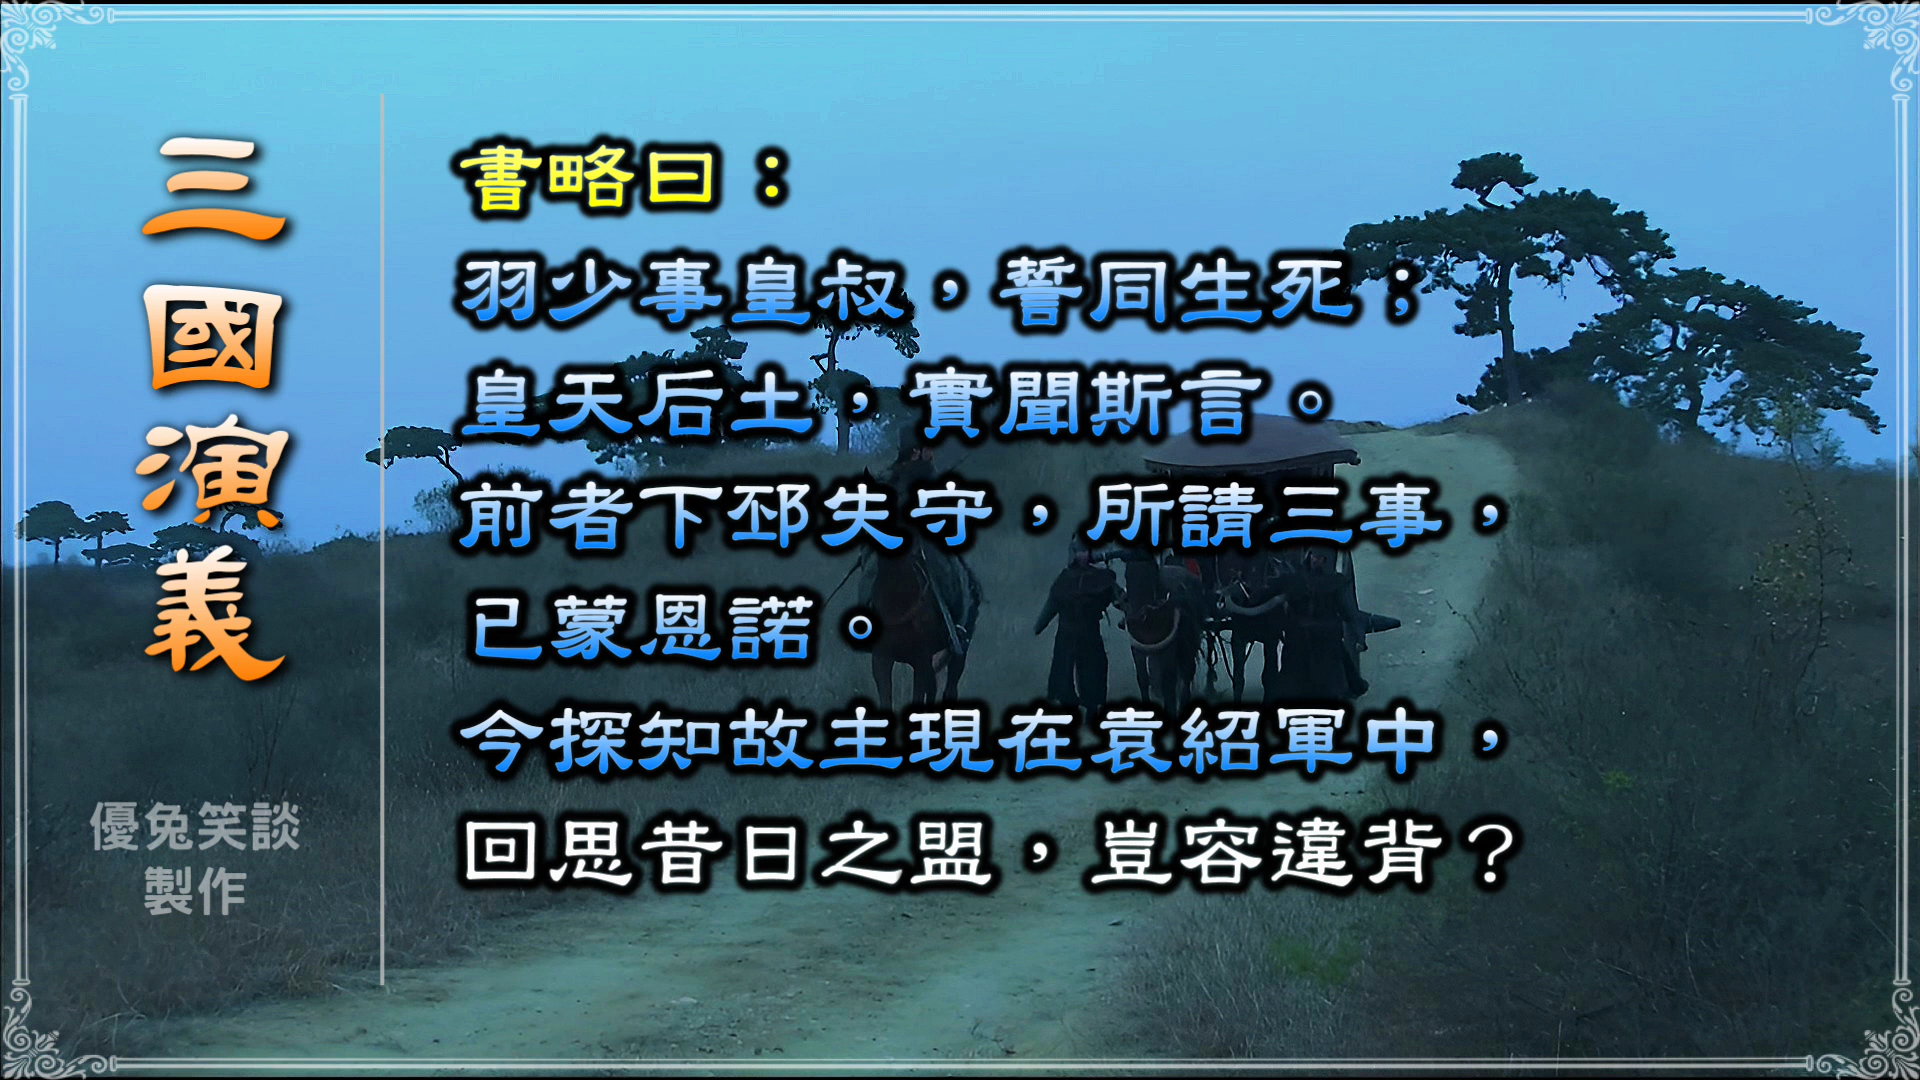 三國演義
優兔笑談
製作
書略曰：
羽少事皇叔，誓同生死；
皇天后土，實聞斯言。
前者下邳失守，所請三事，
已蒙恩諾。
今探知故主現在袁紹軍中，
回思昔日之盟，豈容違背？